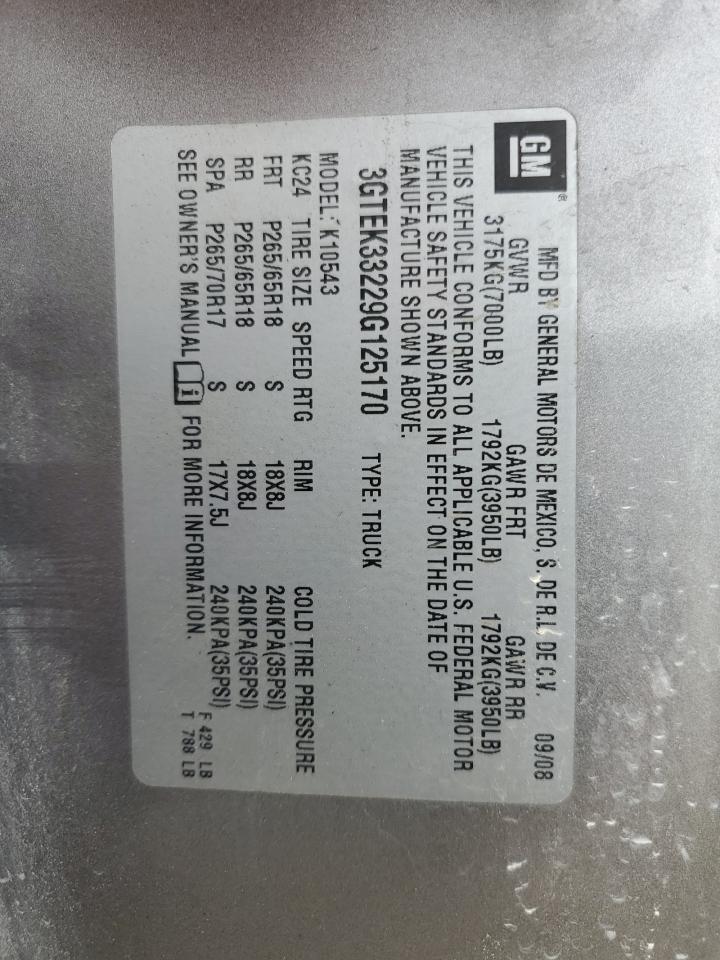 GM®
MFD BY GENERAL MOTORS DE MEXICO, S. DE R.L. DE C.V. 09/08
GVWR GAWR FRT GAWR RR
3175KG(7000LB) 1792KG(3950LB) 1792KG(3950LB)
THIS VEHICLE CONFORMS TO ALL APPLICABLE U.S. FEDERAL MOTOR
VEHICLE SAFETY STANDARDS IN EFFECT ON THE DATE OF
MANUFACTURE SHOWN ABOVE.
3GTEK33229G125170 TYPE: TRUCK
MODEL: K10543
KC24 TIRE SIZE SPEED RTG RIM COLD TIRE PRESSURE
FRT P265/65R18 S 18X8J 240KPA(35PSI)
RR P265/65R18 S 18X8J 240KPA(35PSI)
SPA P265/70R17 S 17X7.5J 240KPA(35PSI)
SEE OWNER'S MANUAL i FOR MORE INFORMATION.
F 429 LB
T 788 LB